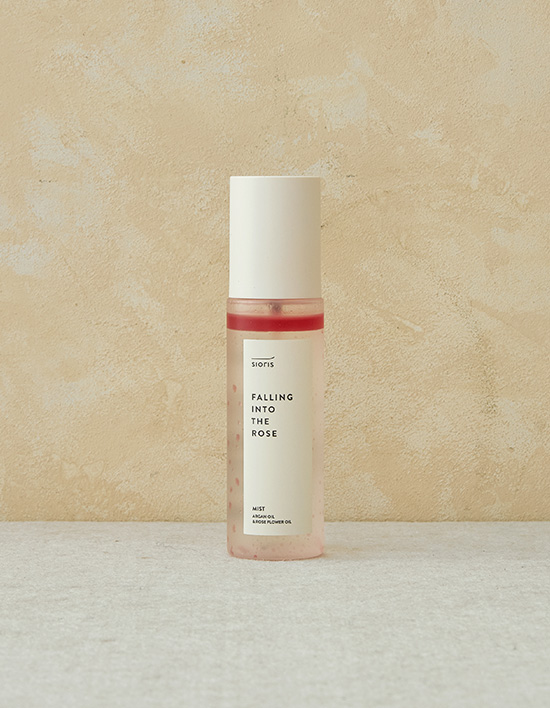 sioris
FALLING
INTO
THE
ROSE
MIST
ARGAN OIL
& ROSE FLOWER OIL